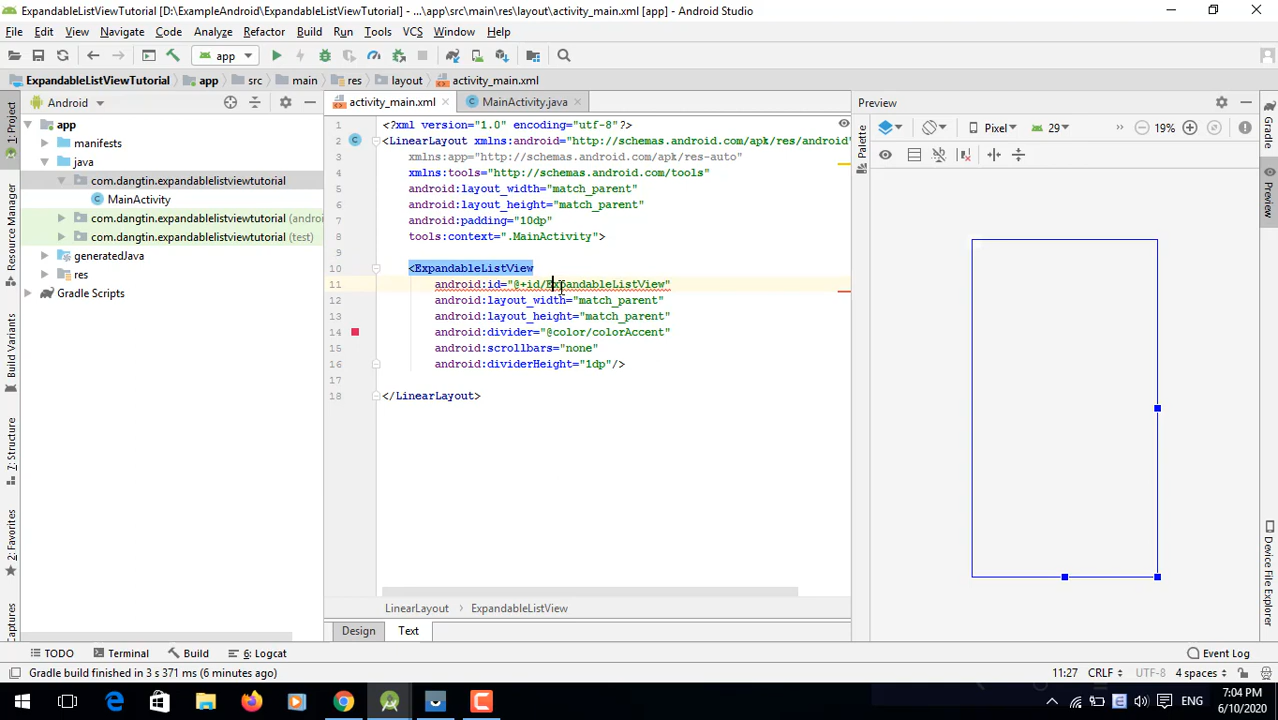 ExpandableListViewTutorial [D:\ExampleAndroid\ExpandableListViewTutorial] - ...\app\src\main\res\layout\activity_main.xml [app] - Android Studio
File Edit View Navigate Code Analyze Refactor Build Run Tools VCS Window Help
app
ExpandableListViewTutorial app src main res layout activity_main.xml
Android
activity_main.xml
MainActivity.java
Preview
1: Project
Resource Manager
Build Variants
7: Structure
2: Favorites
Captures
app
manifests
java
com.dangtin.expandablelistviewtutorial
MainActivity
com.dangtin.expandablelistviewtutorial (androi
com.dangtin.expandablelistviewtutorial (test)
generatedJava
res
Gradle Scripts
1 <?xml version="1.0" encoding="utf-8"?>
2 <LinearLayout xmlns:android="http://schemas.android.com/apk/res/android"
3 xmlns:app="http://schemas.android.com/apk/res-auto"
4 xmlns:tools="http://schemas.android.com/tools"
5 android:layout_width="match_parent"
6 android:layout_height="match_parent"
7 android:padding="10dp"
8 tools:context=".MainActivity">
9
10 <ExpandableListView
11 android:id="@+id/ExpandableListView"
12 android:layout_width="match_parent"
13 android:layout_height="match_parent"
14 android:divider="@color/colorAccent"
15 android:scrollbars="none"
16 android:dividerHeight="1dp"/>
17
18 </LinearLayout>
LinearLayout › ExpandableListView
Design Text
Palette
Pixel 29 » 19%
Gradle
Preview
Device File Explorer
TODO Terminal Build 6: Logcat Event Log
Gradle build finished in 3 s 371 ms (6 minutes ago) 11:27 CRLF UTF-8 4 spaces
ENG
7:04 PM
6/10/2020